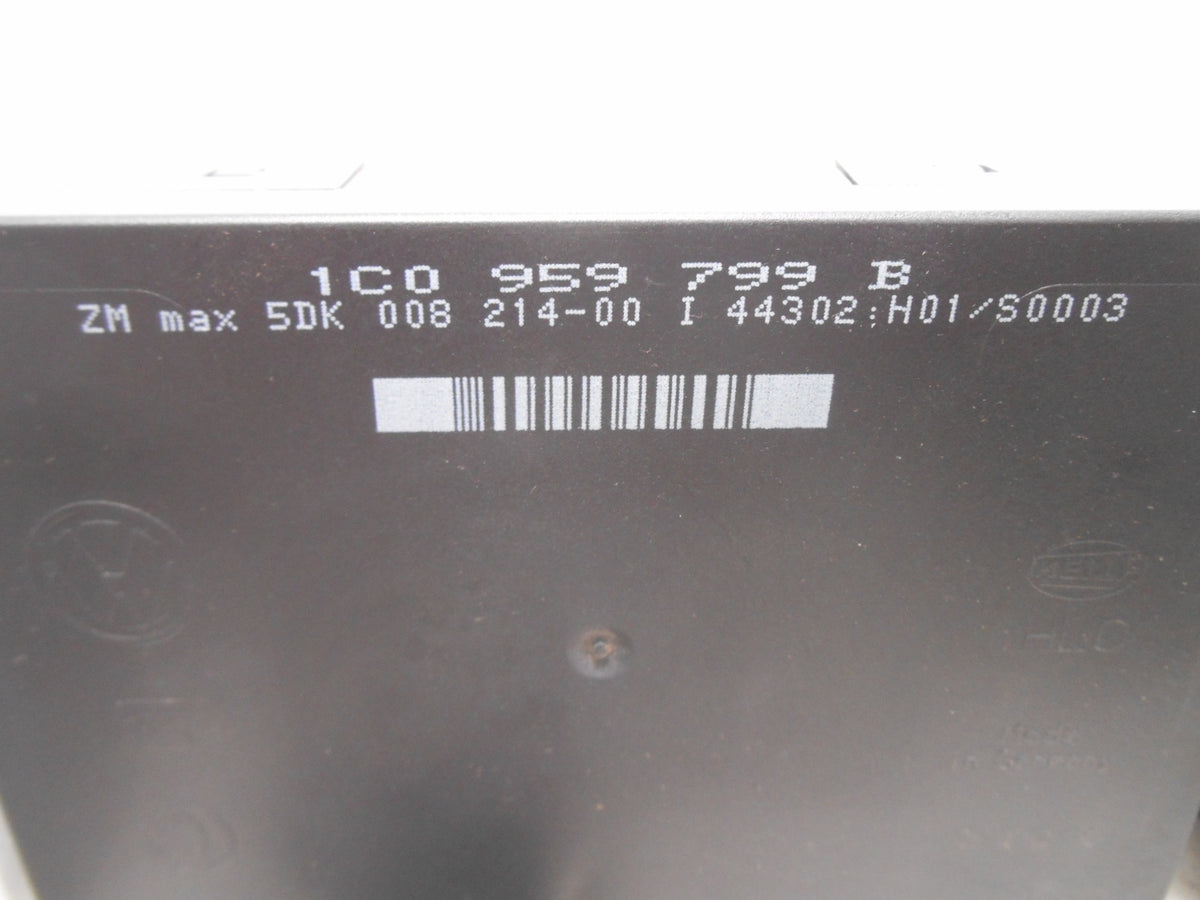 1C0 959 799 B
ZM max 5DK 008 214-00 I 44302:H01/S0003